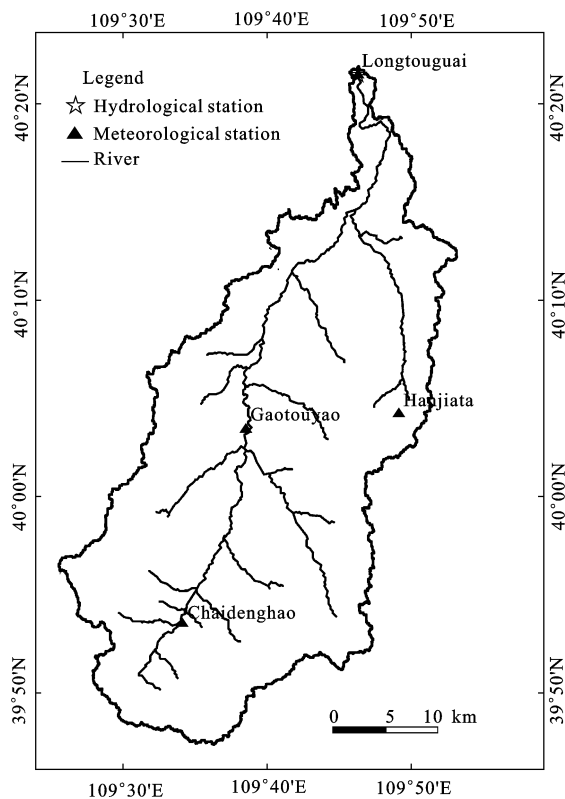 109°30'E 109°40'E 109°50'E
Longtouguai
Legend
Hydrological station
Meteorological station
River
40°20'N 40°20'N
40°10'N 40°10'N
Hanjiata
Gaotouyao
40°00'N 40°00'N
Chaidenghao
39°50'N 39°50'N
0 5 10 km
109°30'E 109°40'E 109°50'E